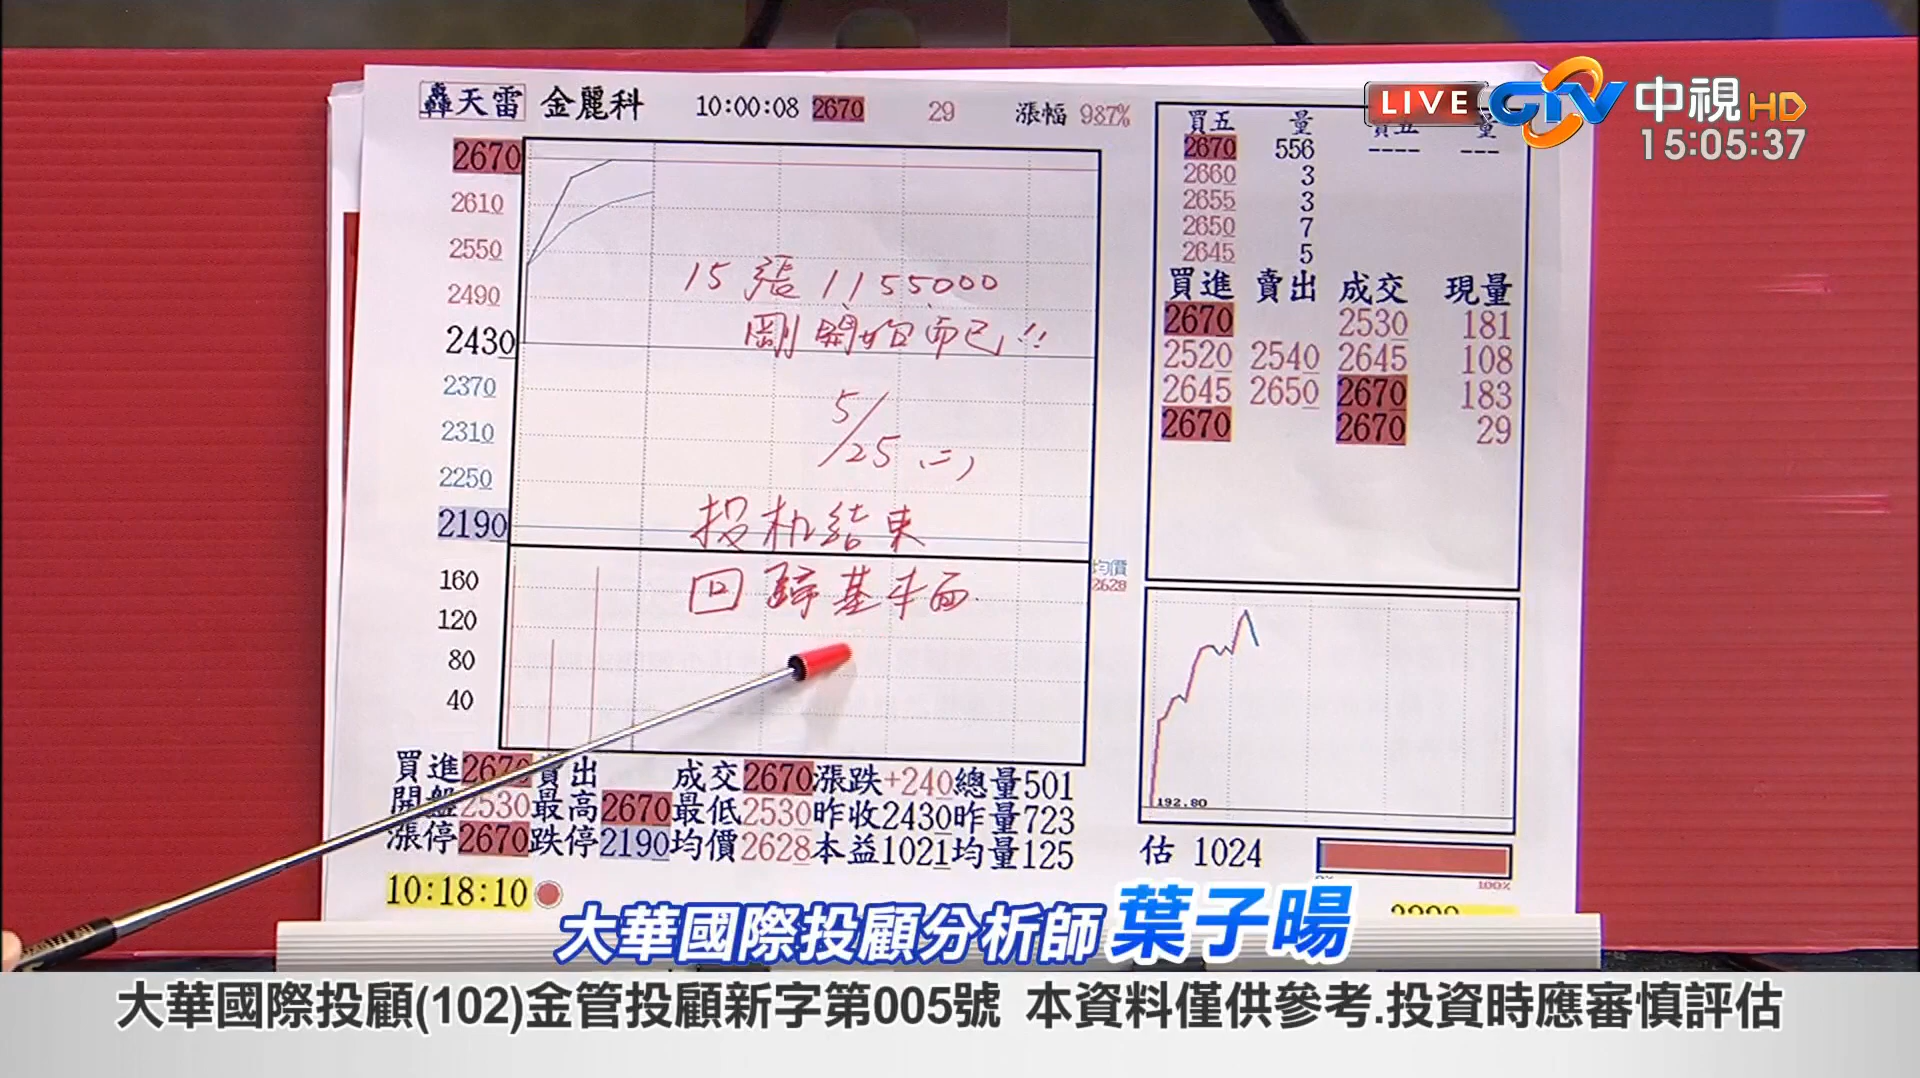 轟天雷 金麗科 10:00:08 2670 29 漲幅 987%
LIVE CTV 中視HD
15:05:37
2670
2610
2550
2490
2430
2370
2310
2250
2190
160
120
80
40
15張 1155000
剛開始而已!!
5/25(二)
投机結束
回歸基本面
均價
2628
買五 量 賣五 量
2670 556 ---- ---
2660 3
2655 3
2650 7
2645 5
買進 賣出 成交 現量
2670 2530 181
2520 2540 2645 108
2645 2650 2670 183
2670 2670 29
192.80
估 1024
100%
買進2670賣出 成交2670漲跌+240總量501
開盤2530最高2670最低2530昨收2430昨量723
漲停2670跌停2190均價2628本益1021均量125
10:18:10
大華國際投顧分析師 葉子暘
大華國際投顧(102)金管投顧新字第005號 本資料僅供參考.投資時應審慎評估